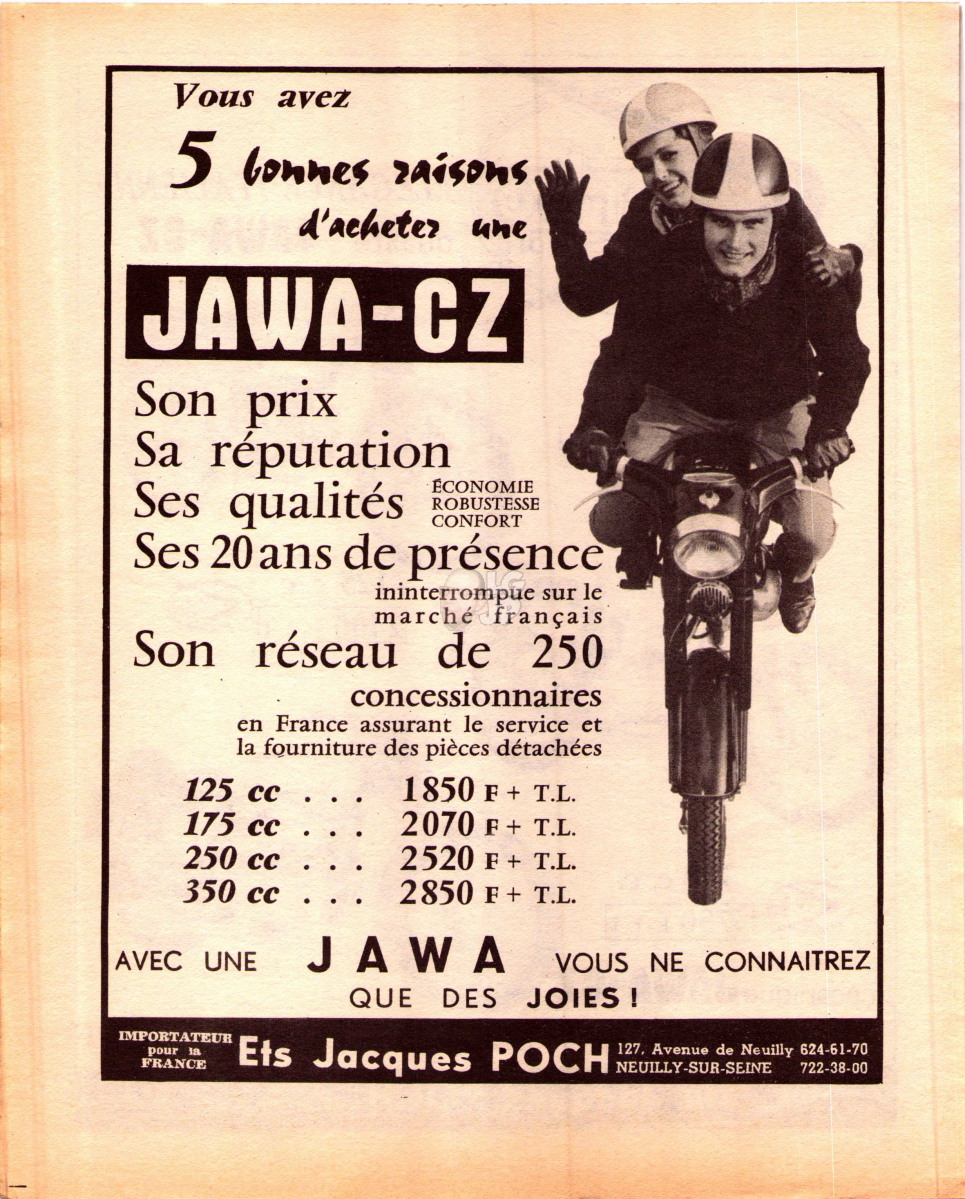 Vous avez
5 bonnes raisons
d'acheter une
JAWA-CZ
Son prix
Sa réputation
Ses qualités ÉCONOMIE
ROBUSTESSE
CONFORT
Ses 20 ans de présence
ininterrompue sur le
marché français
Son réseau de 250
concessionnaires
en France assurant le service et
la fourniture des pièces détachées
125 cc . . . 1850 F + T.L.
175 cc . . . 2070 F + T.L.
250 cc . . . 2520 F + T.L.
350 cc . . . 2850 F + T.L.
AVEC UNE JAWA VOUS NE CONNAITREZ
QUE DES JOIES !
IMPORTATEUR
pour la
FRANCE
Ets Jacques POCH
127, Avenue de Neuilly 624-61-70
NEUILLY-SUR-SEINE 722-38-00